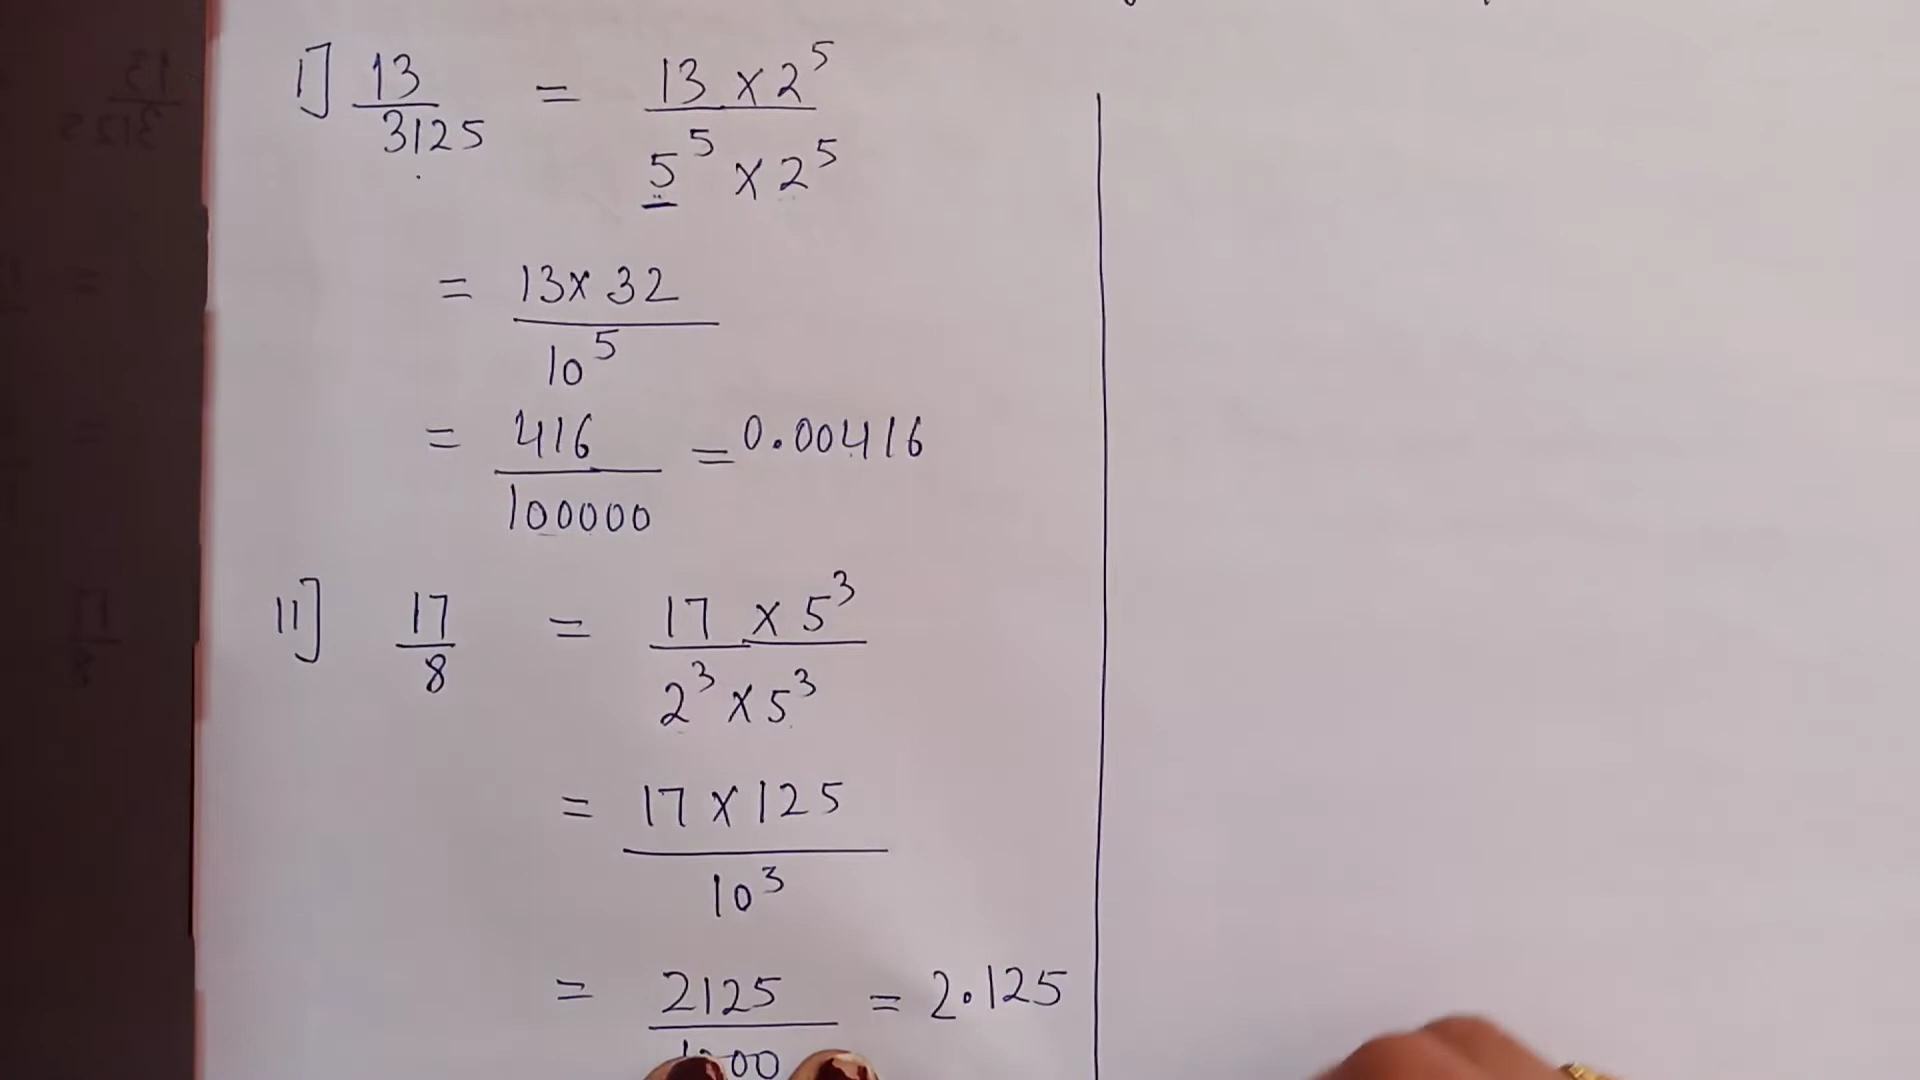 I] 13/3125 = 13 × 2^5 / 5^5 × 2^5
= 13 × 32 / 10^5
= 416 / 100000 = 0.00416
II] 17/8 = 17 × 5^3 / 2^3 × 5^3
= 17 × 125 / 10^3
= 2125 / 1000 = 2.125